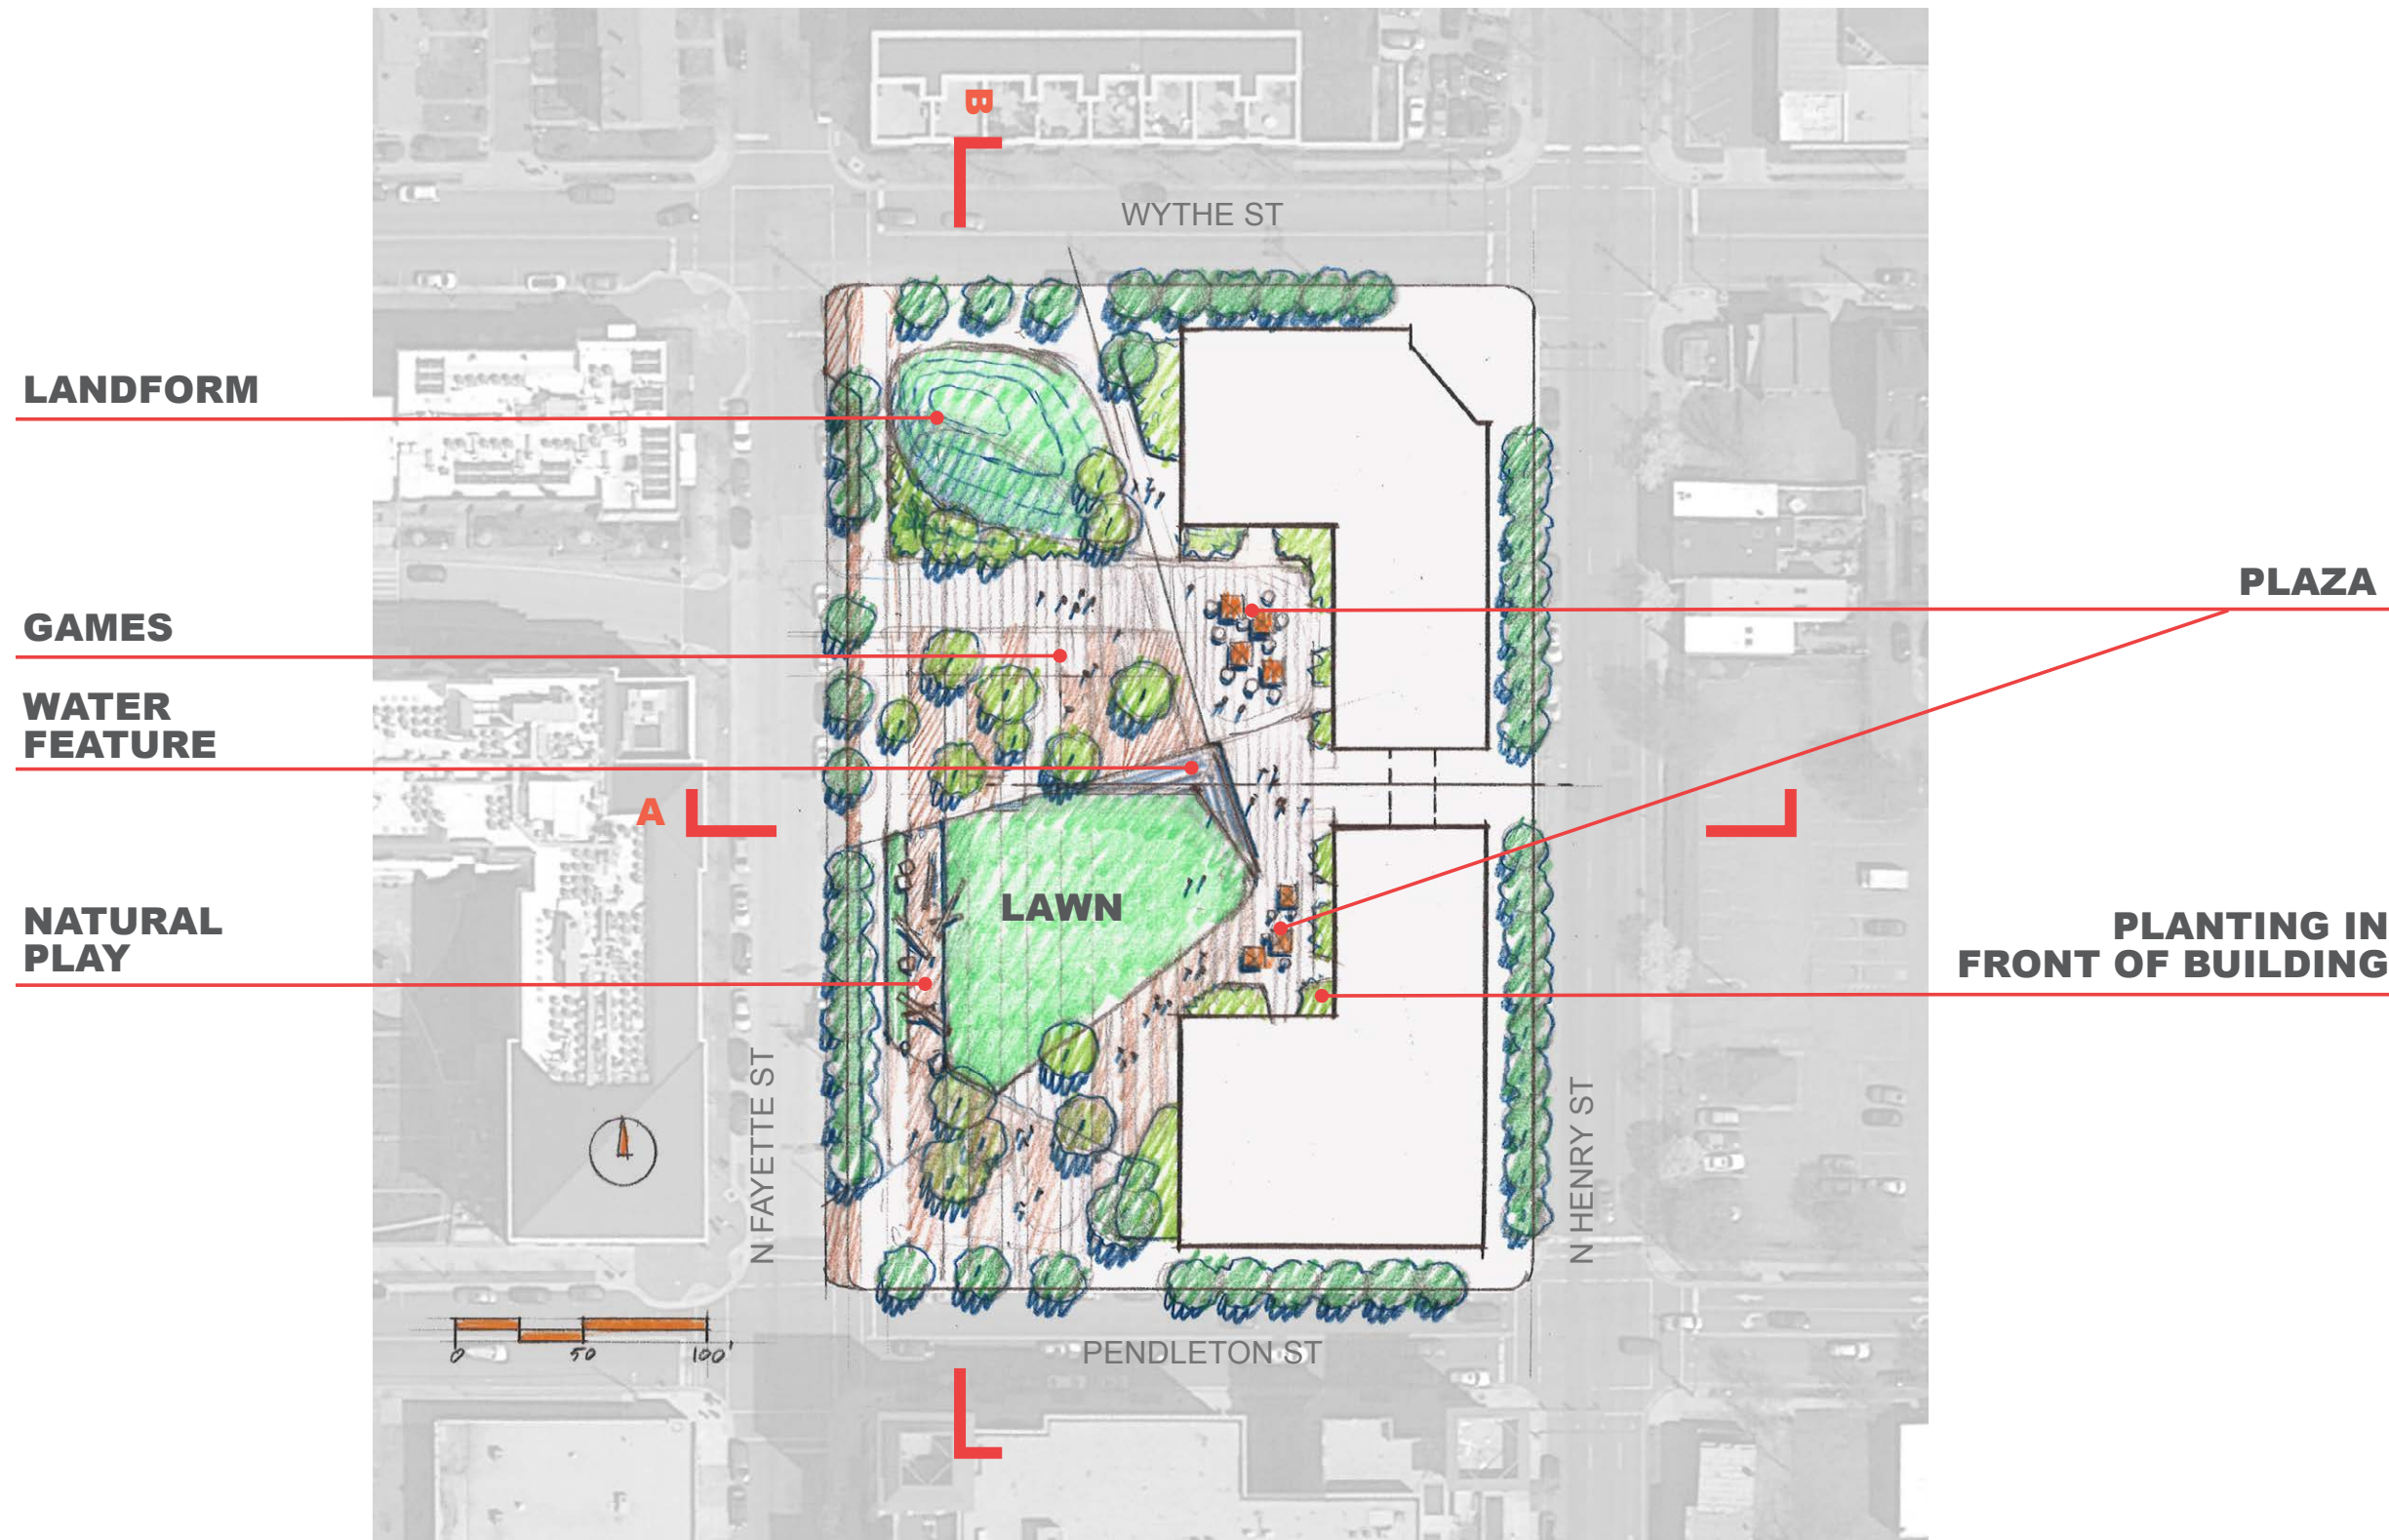 B
WYTHE ST
LANDFORM
GAMES
WATER
FEATURE
A
NATURAL
PLAY
LAWN
PLAZA
PLANTING IN
FRONT OF BUILDING
N FAYETTE ST
N HENRY ST
0 50 100'
PENDLETON ST